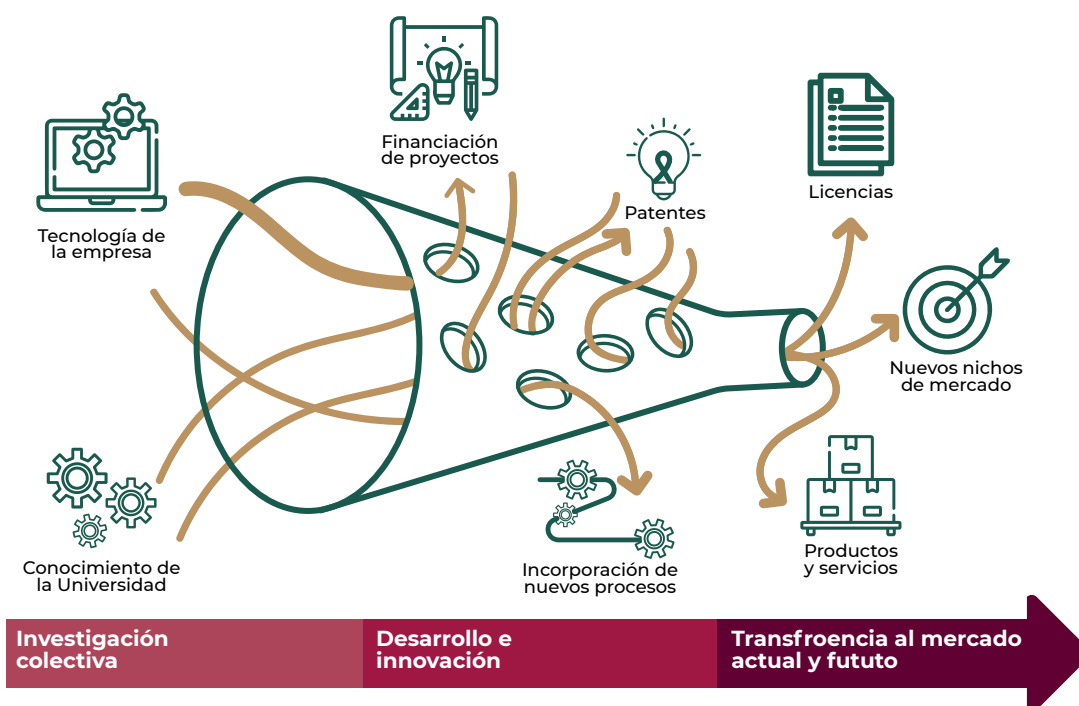 Financiación
de proyectos
Patentes
Licencias
Tecnología de
la empresa
Nuevos nichos
de mercado
Conocimiento de
la Universidad
Incorporación de
nuevos procesos
Productos
y servicios
Investigación
colectiva
Desarrollo e
innovación
Transfroencia al mercado
actual y fututo